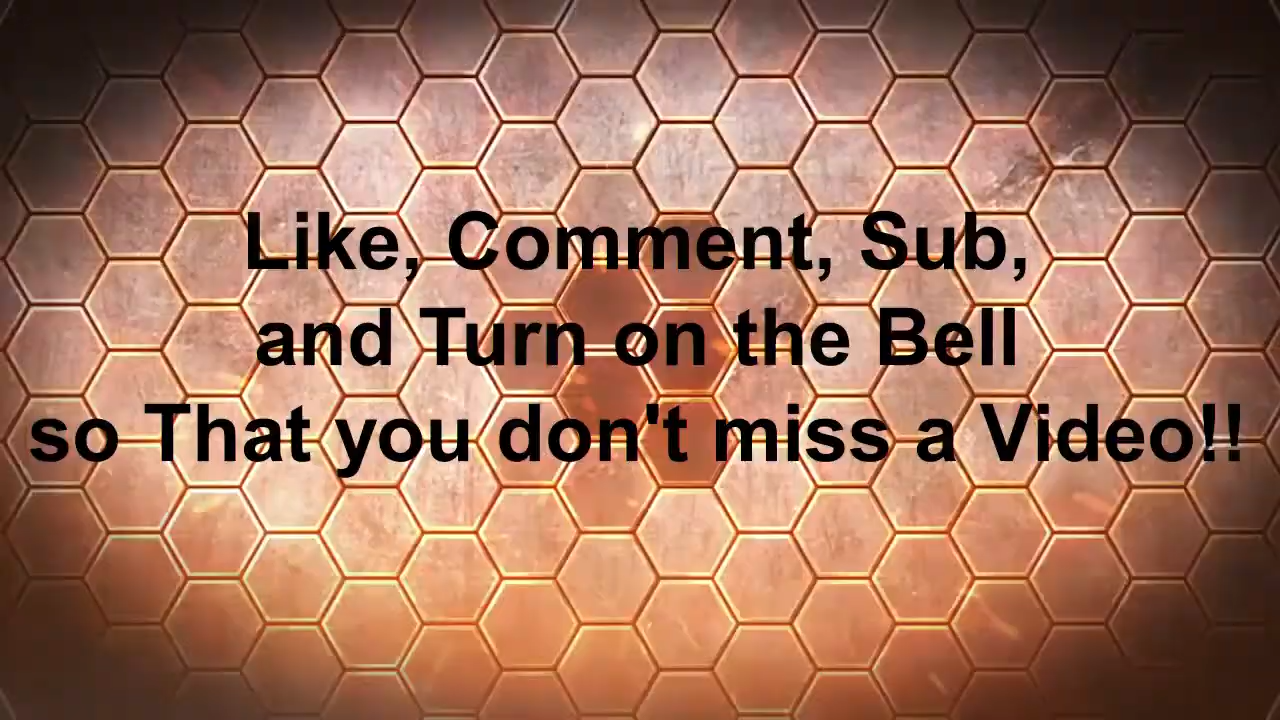 Like, Comment, Sub,
and Turn on the Bell
so That you don't miss a Video!!